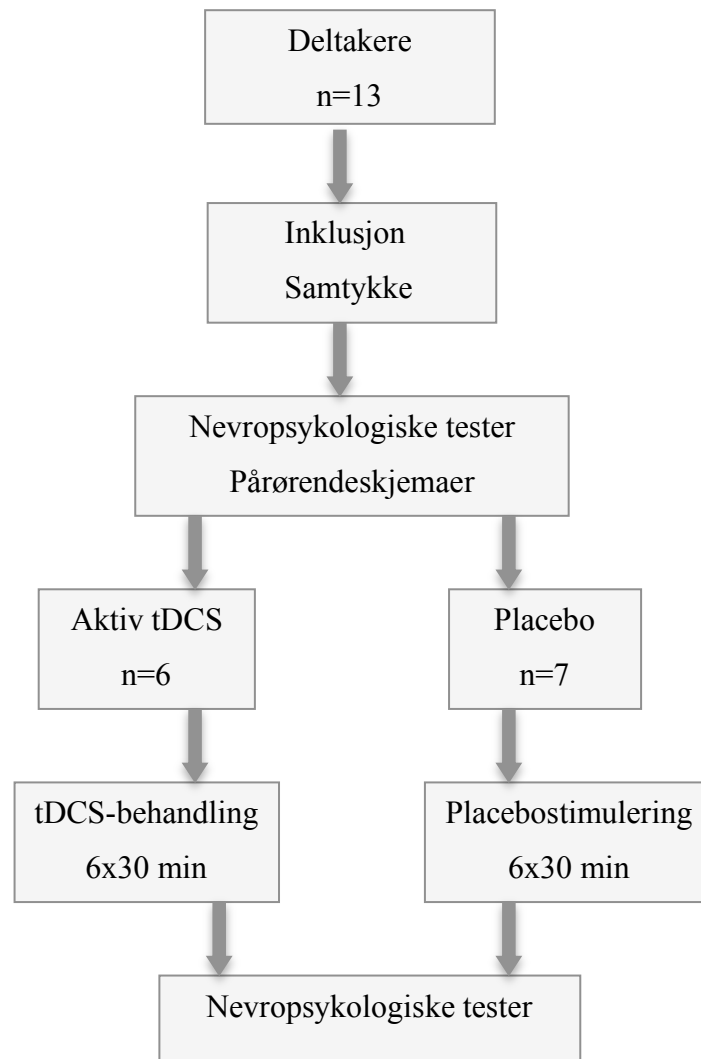 Deltakere
n=13
Inklusjon
Samtykke
Nevropsykologiske tester
Pårørendeskjemaer
Aktiv tDCS
n=6
Placebo
n=7
tDCS-behandling
6x30 min
Placebostimulering
6x30 min
Nevropsykologiske tester